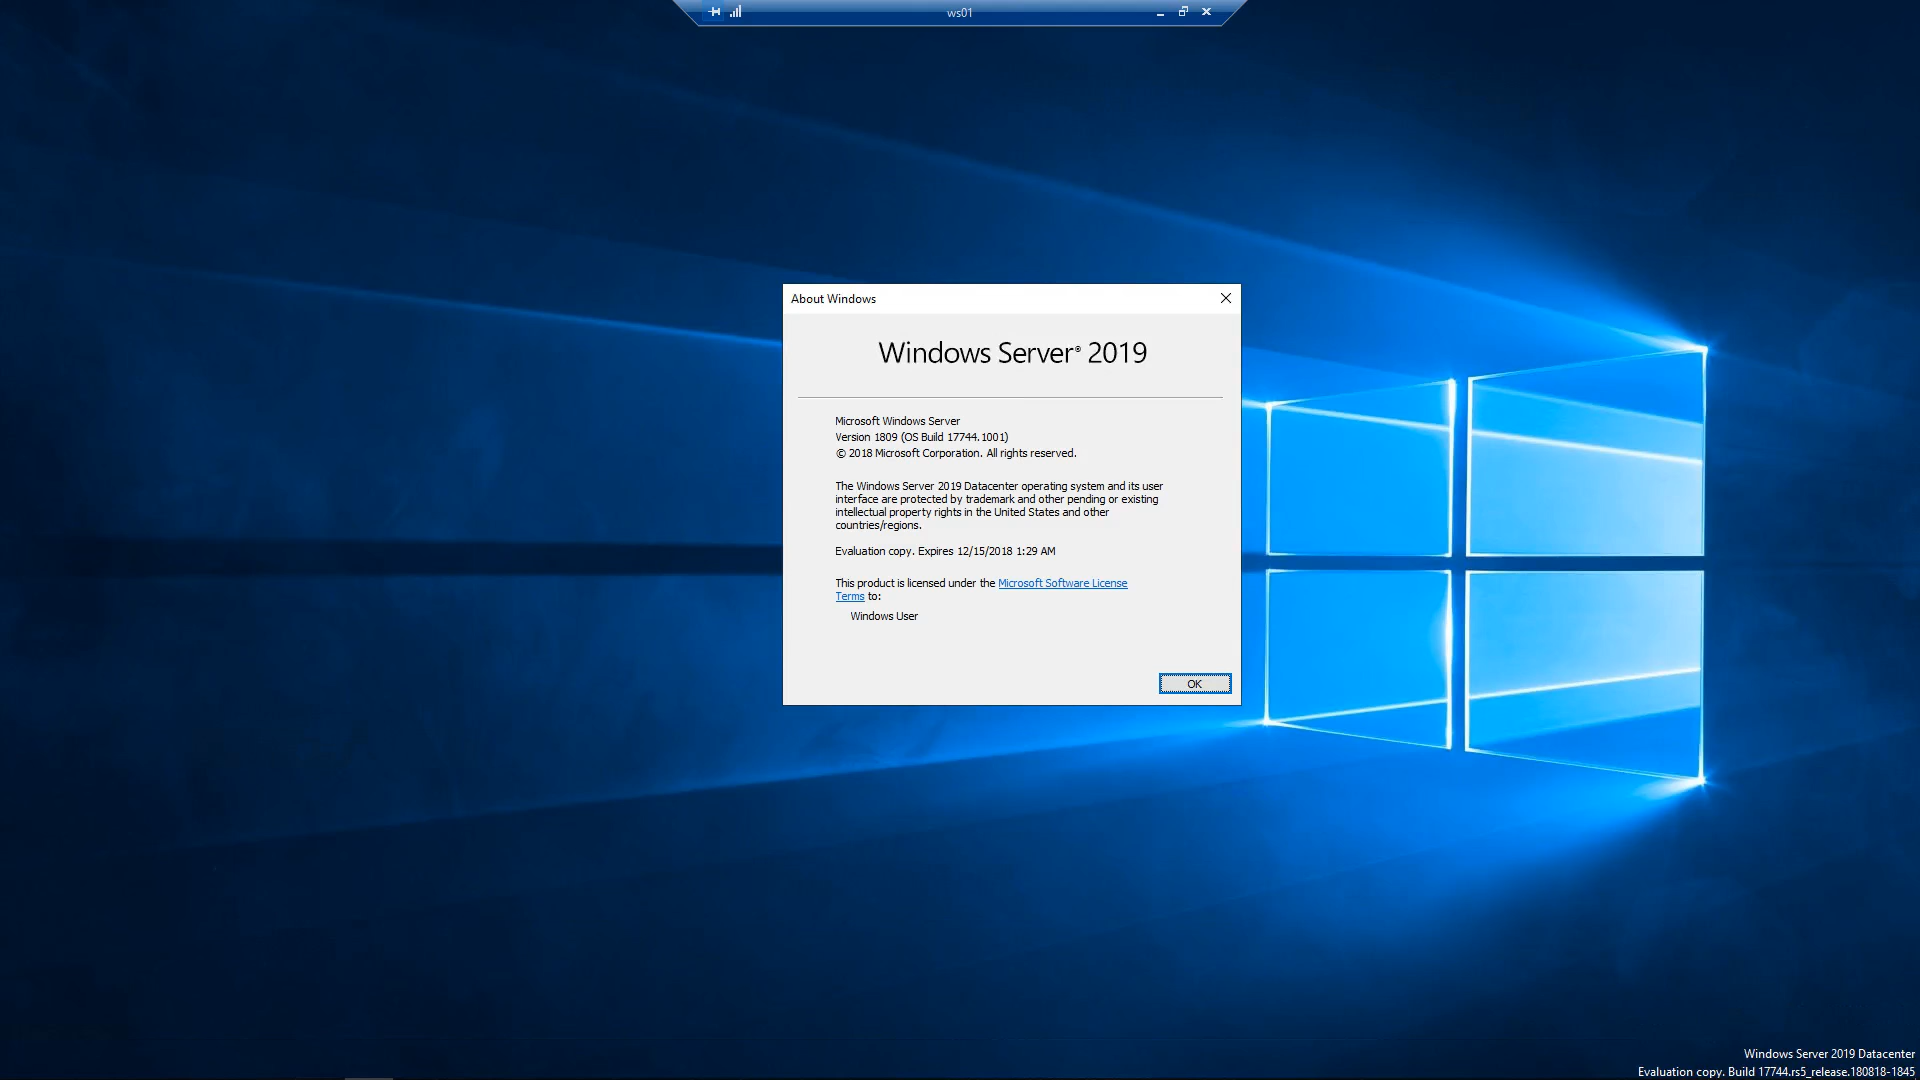 ws01
About Windows
Windows Server® 2019
Microsoft Windows Server
Version 1809 (OS Build 17744.1001)
© 2018 Microsoft Corporation. All rights reserved.
The Windows Server 2019 Datacenter operating system and its user
interface are protected by trademark and other pending or existing
intellectual property rights in the United States and other
countries/regions.
Evaluation copy. Expires 12/15/2018 1:29 AM
This product is licensed under the Microsoft Software License
Terms to:
Windows User
OK
Windows Server 2019 Datacenter
Evaluation copy. Build 17744.rs5_release.180818-1845